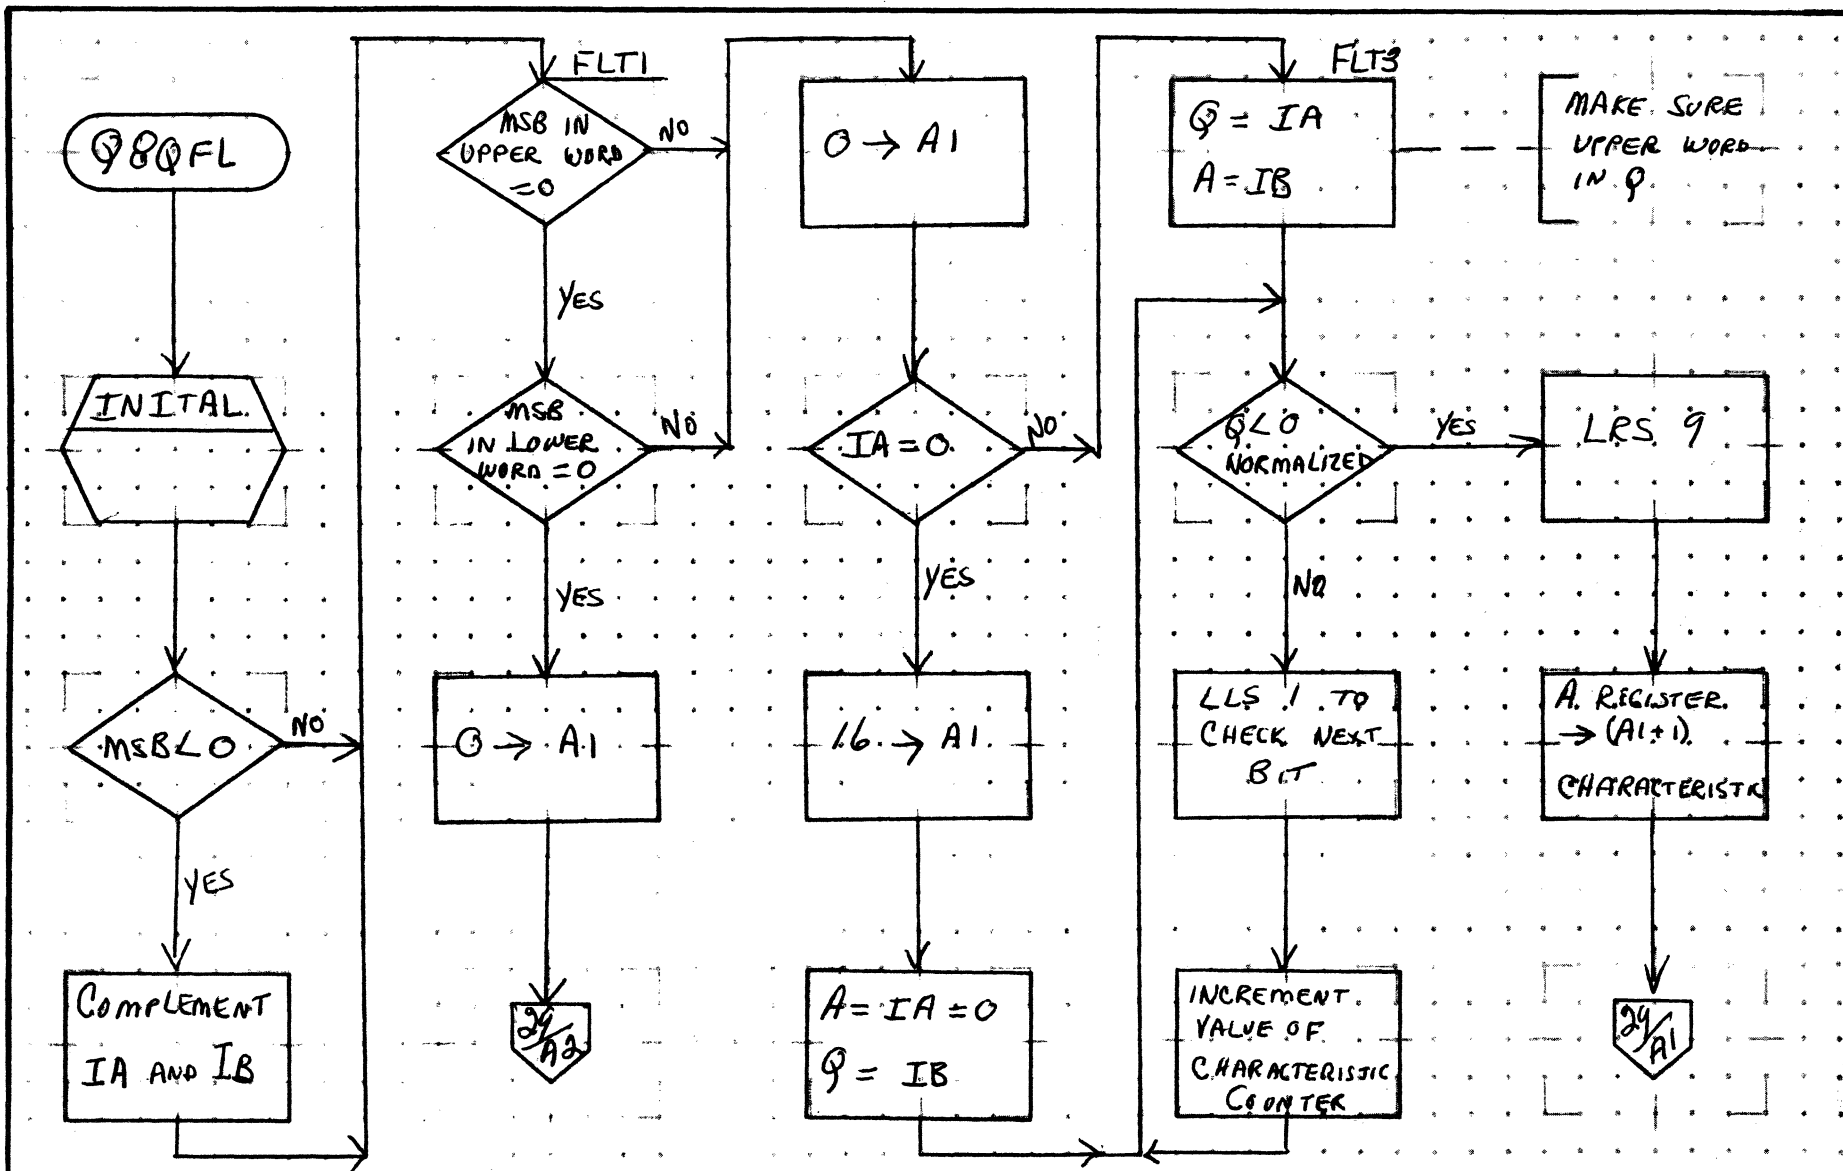 Q8QFL
INITAL
MSB<0
NO
YES
COMPLEMENT
IA AND IB
FLT1
MSB IN
UPPER WORD
=0
NO
YES
MSB
IN LOWER
WORD=0
NO
YES
0 → A1
24/A2
0 → A1
IA=0
NO
YES
16 → A1
A = IA = 0
Q = IB
FLT3
Q = IA
A = IB
MAKE SURE
UPPER WORD
IN Q
Q<0
NORMALIZED
YES
NO
LLS 1 TO
CHECK NEXT
BIT
INCREMENT
VALUE OF
CHARACTERISTIC
COUNTER
LRS 9
A REGISTER
→ (A1+1)
CHARACTERISTIC
24/A1